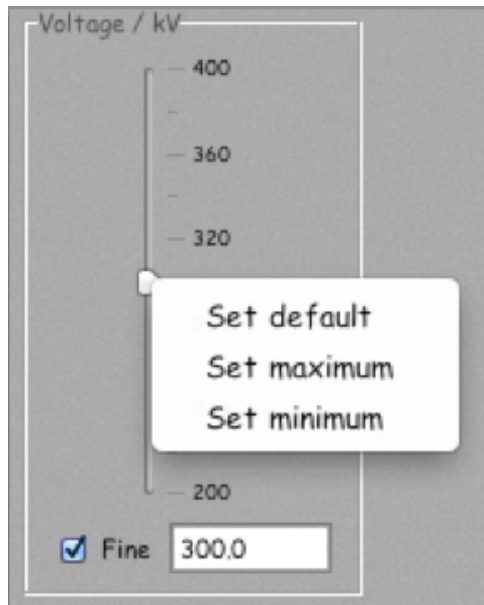 Voltage / kV
400
360
320
Set default
Set maximum
Set minimum
200
Fine 300.0